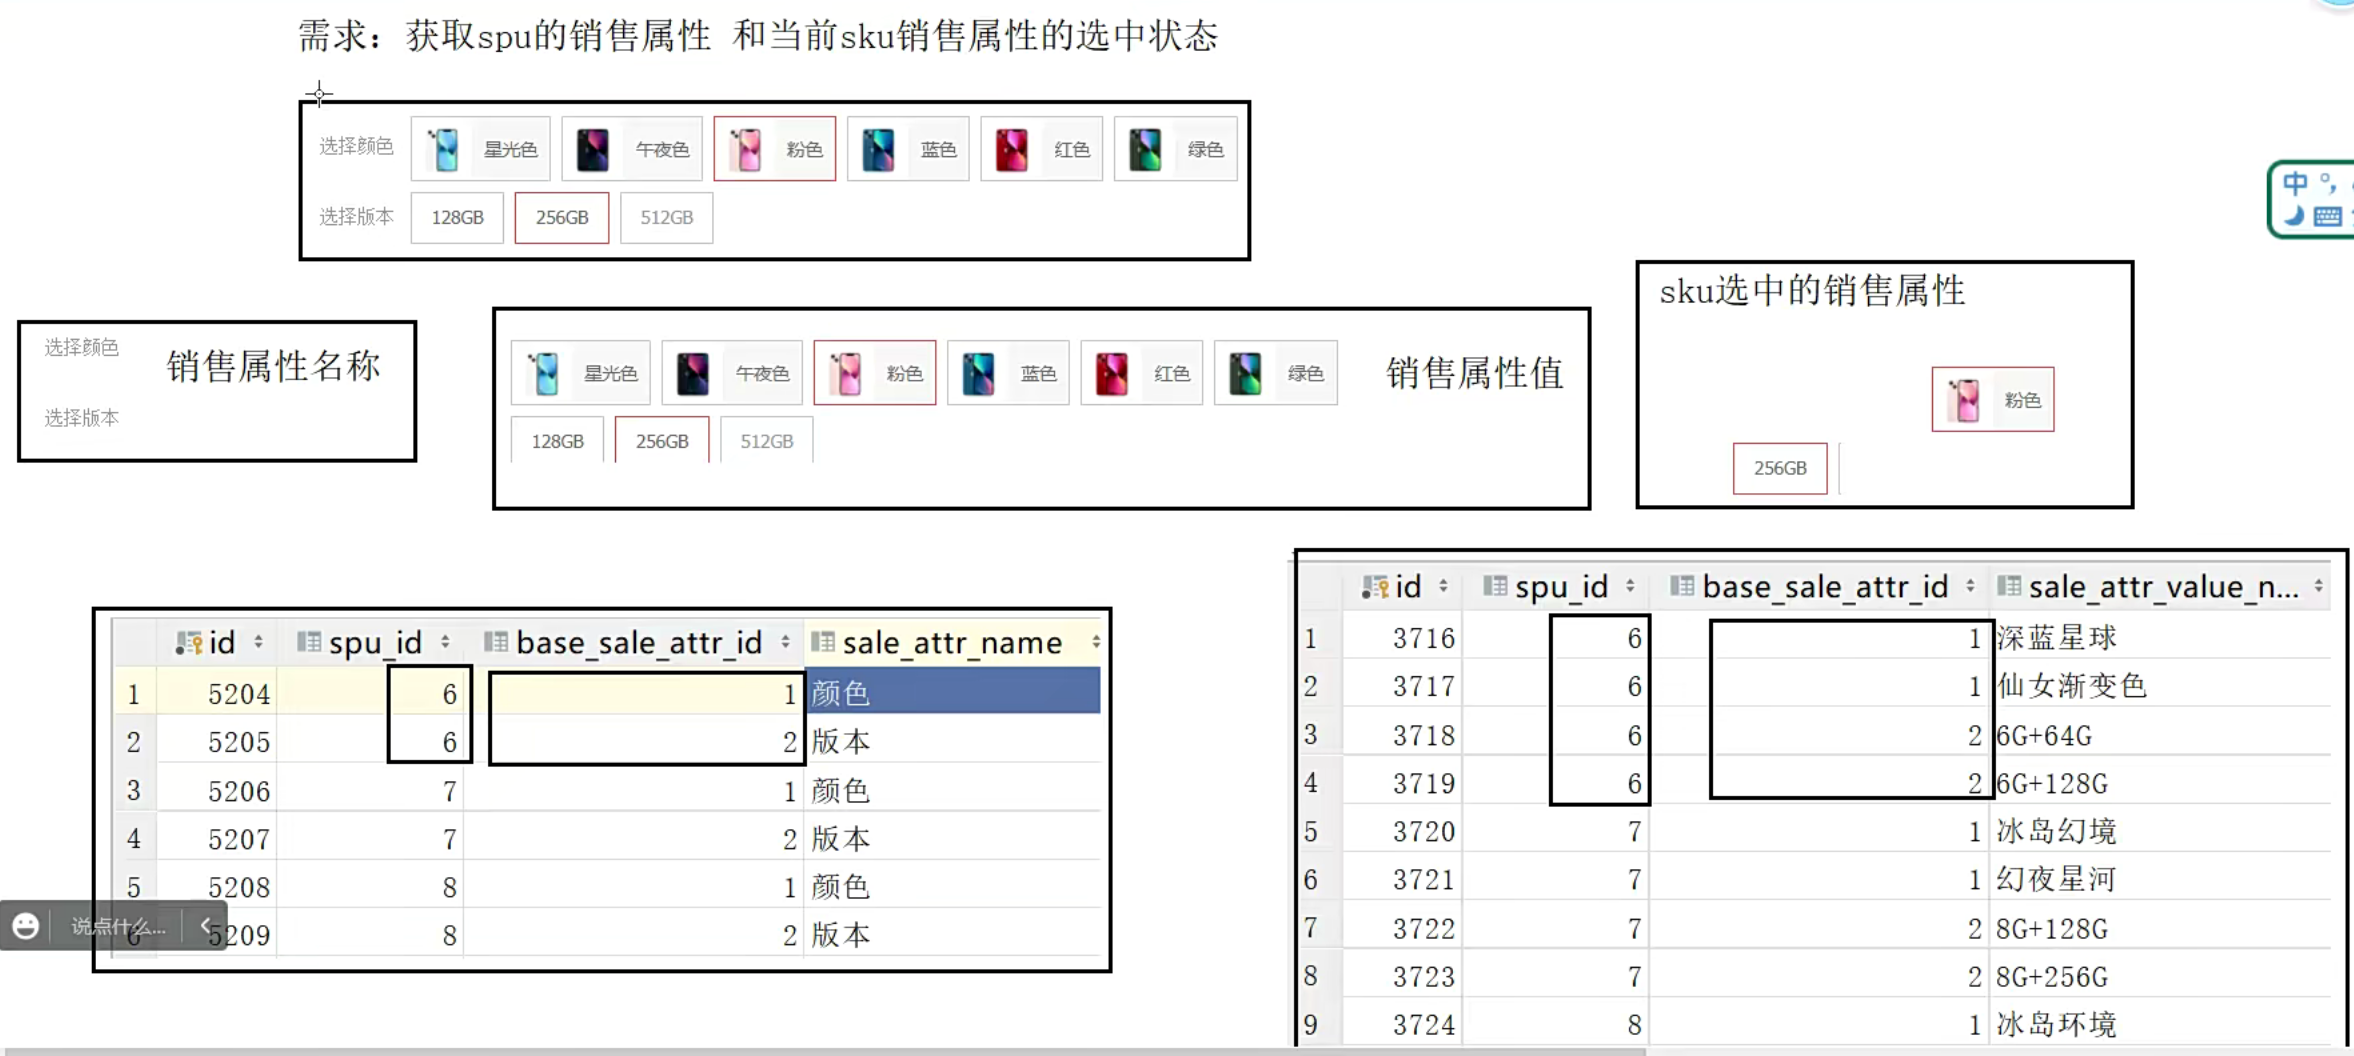 需求：获取spu的销售属性 和当前sku销售属性的选中状态
选择颜色 星光色 午夜色 粉色 蓝色 红色 绿色
选择版本 128GB 256GB 512GB
中
sku选中的销售属性
选择颜色 销售属性名称
选择版本
星光色 午夜色 粉色 蓝色 红色 绿色 销售属性值
128GB 256GB 512GB
粉色
256GB
id spu_id base_sale_attr_id sale_attr_name
1 5204 6 1 颜色
2 5205 6 2 版本
3 5206 7 1 颜色
4 5207 7 2 版本
5 5208 8 1 颜色
6 5209 8 2 版本
说点什么...
id spu_id base_sale_attr_id sale_attr_value_n...
1 3716 6 1 深蓝星球
2 3717 6 1 仙女渐变色
3 3718 6 2 6G+64G
4 3719 6 2 6G+128G
5 3720 7 1 冰岛幻境
6 3721 7 1 幻夜星河
7 3722 7 2 8G+128G
8 3723 7 2 8G+256G
9 3724 8 1 冰岛环境